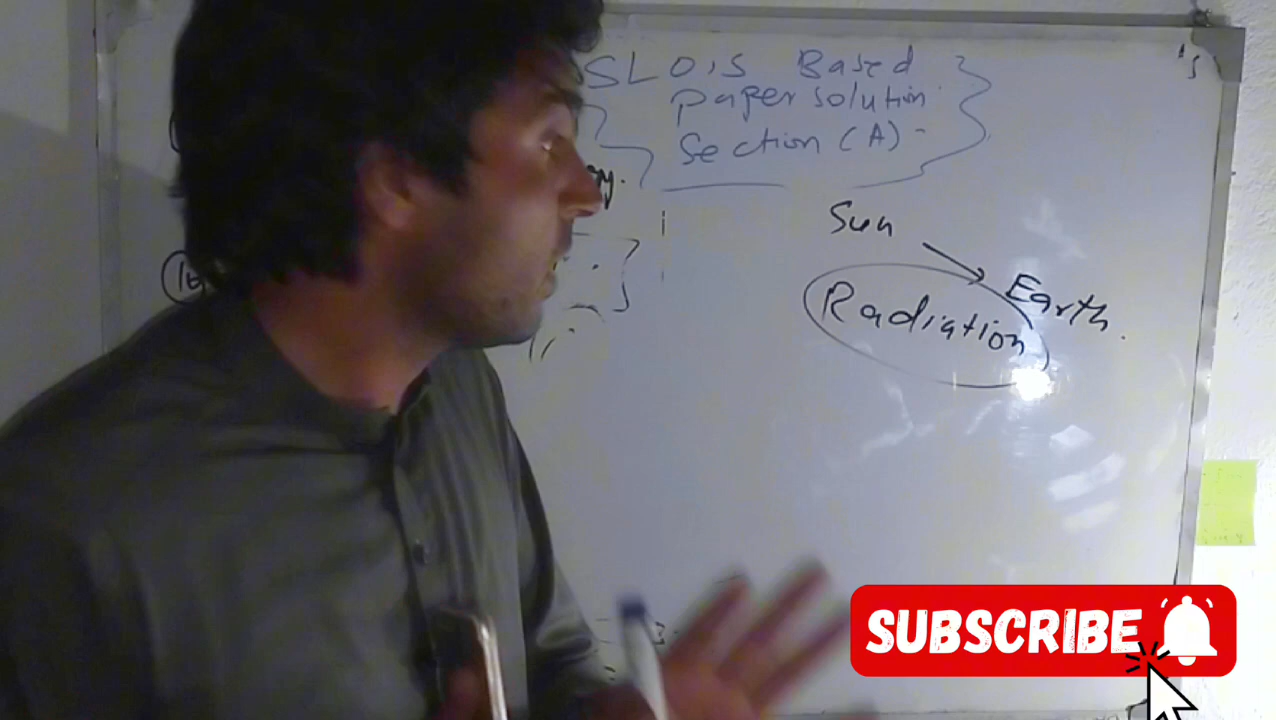 SLO'S Based
paper solution
Section (A)-
Sun
Earth.
Radiation
SUBSCRIBE